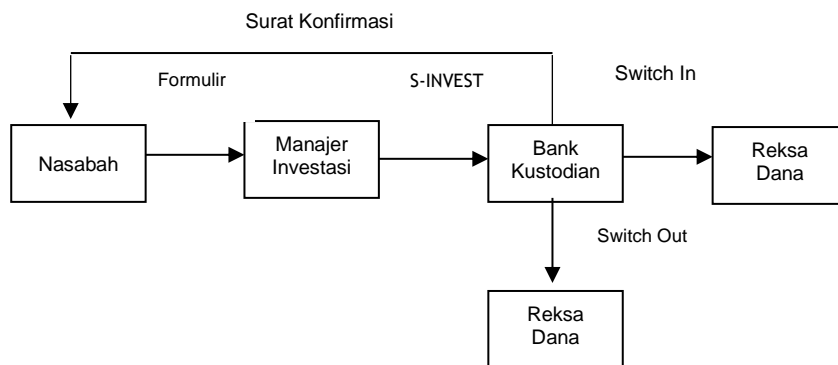 Surat Konfirmasi
Formulir
S-INVEST
Switch In
Nasabah
Manajer
Investasi
Bank
Kustodian
Reksa
Dana
Switch Out
Reksa
Dana